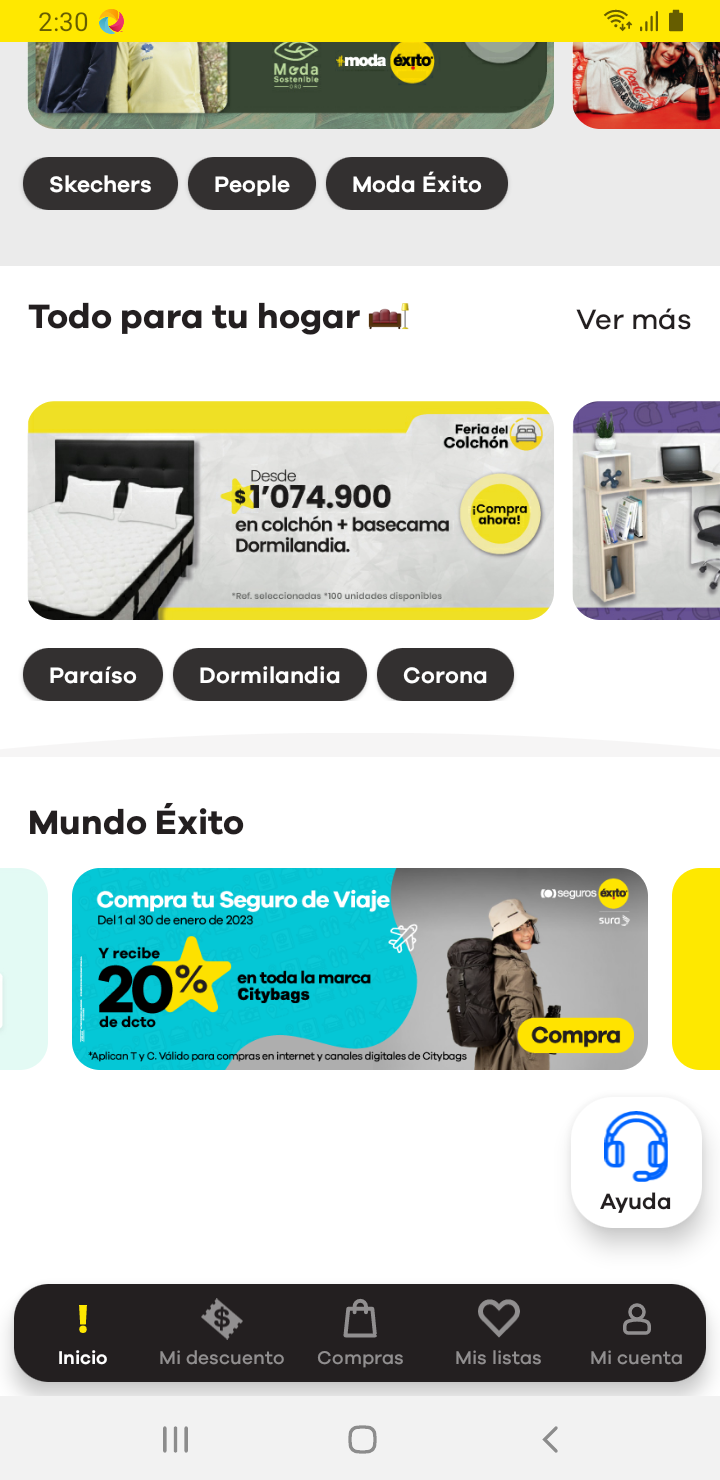 2:30
Moda
Sostenible
moda éxito
Coca-Cola
Skechers People Moda Éxito
Todo para tu hogar
Ver más
Feria del
Colchón
Desde
$1’074.900
en colchón + basecama
Dormilandia.
¡Compra
ahora!
*Ref. seleccionadas *100 unidades disponibles
Paraíso Dormilandia Corona
Mundo Éxito
Compra tu Seguro de Viaje
Del 1 al 30 de enero de 2023
Y recibe
20%
de dcto
en toda la marca
Citybags
seguros éxito
sura
Compra
*Aplican T y C. Válido para compras en internet y canales digitales de Citybags
Ayuda
Inicio Mi descuento Compras Mis listas Mi cuenta